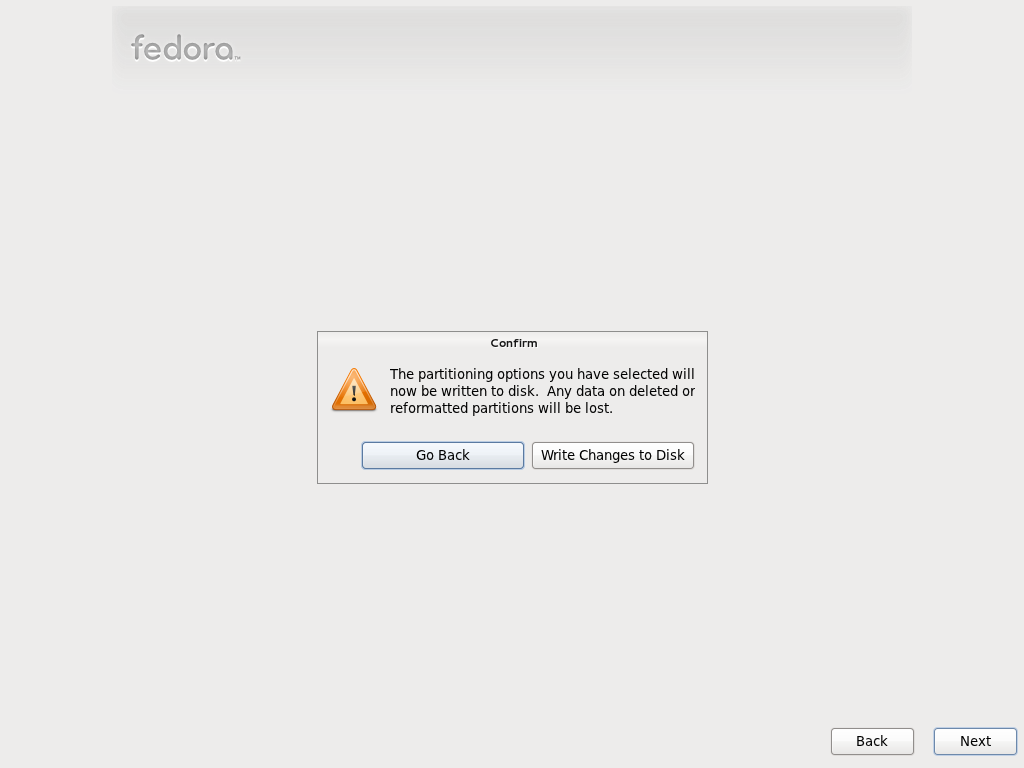 fedora™
Confirm
The partitioning options you have selected will
now be written to disk.  Any data on deleted or
reformatted partitions will be lost.
Go Back
Write Changes to Disk
Back
Next